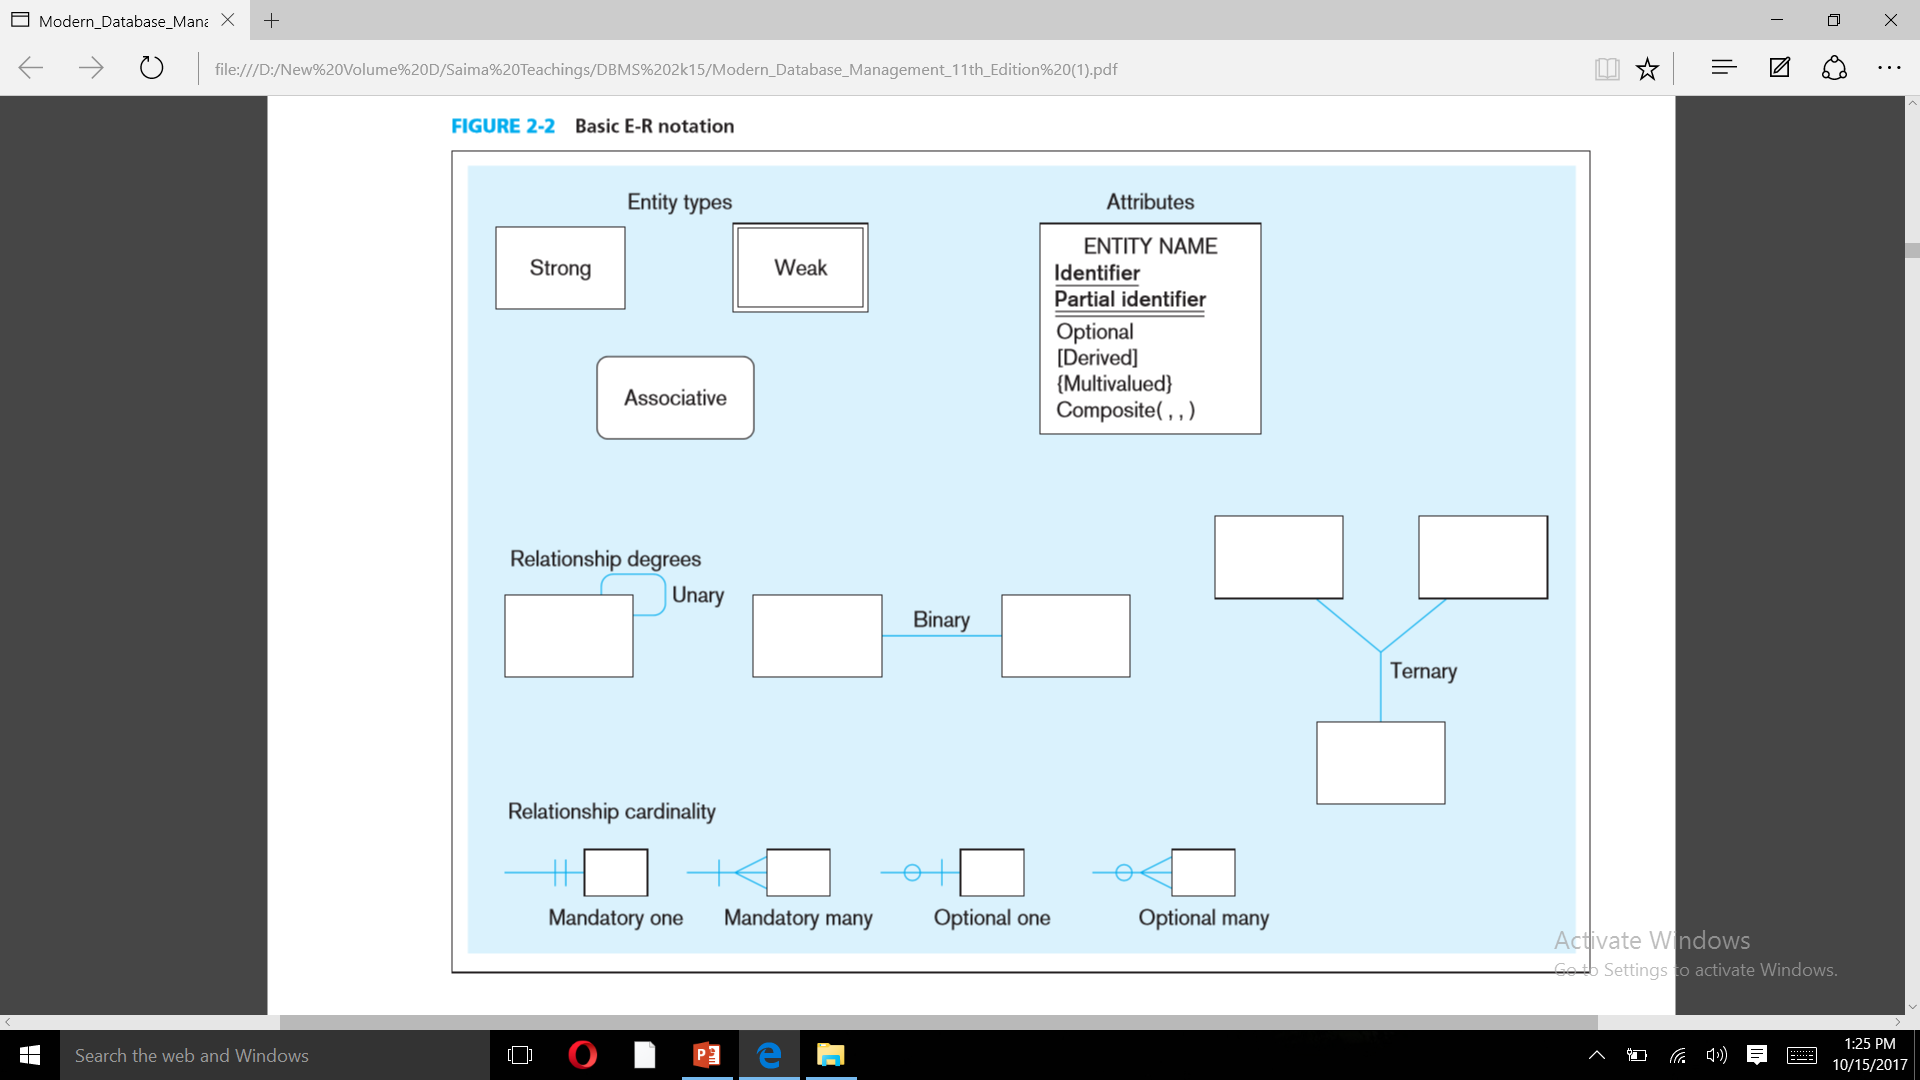 Modern_Database_Mana
file:///D:/New%20Volume%20D/Saima%20Teachings/DBMS%202k15/Modern_Database_Management_11th_Edition%20(1).pdf
FIGURE 2-2 Basic E-R notation
Entity types
Attributes
Strong
Weak
Associative
ENTITY NAME
Identifier
Partial identifier
Optional
[Derived]
{Multivalued}
Composite( , , )
Relationship degrees
Unary
Binary
Ternary
Relationship cardinality
Mandatory one
Mandatory many
Optional one
Optional many
Activate Windows
Go to Settings to activate Windows.
Search the web and Windows
1:25 PM
10/15/2017